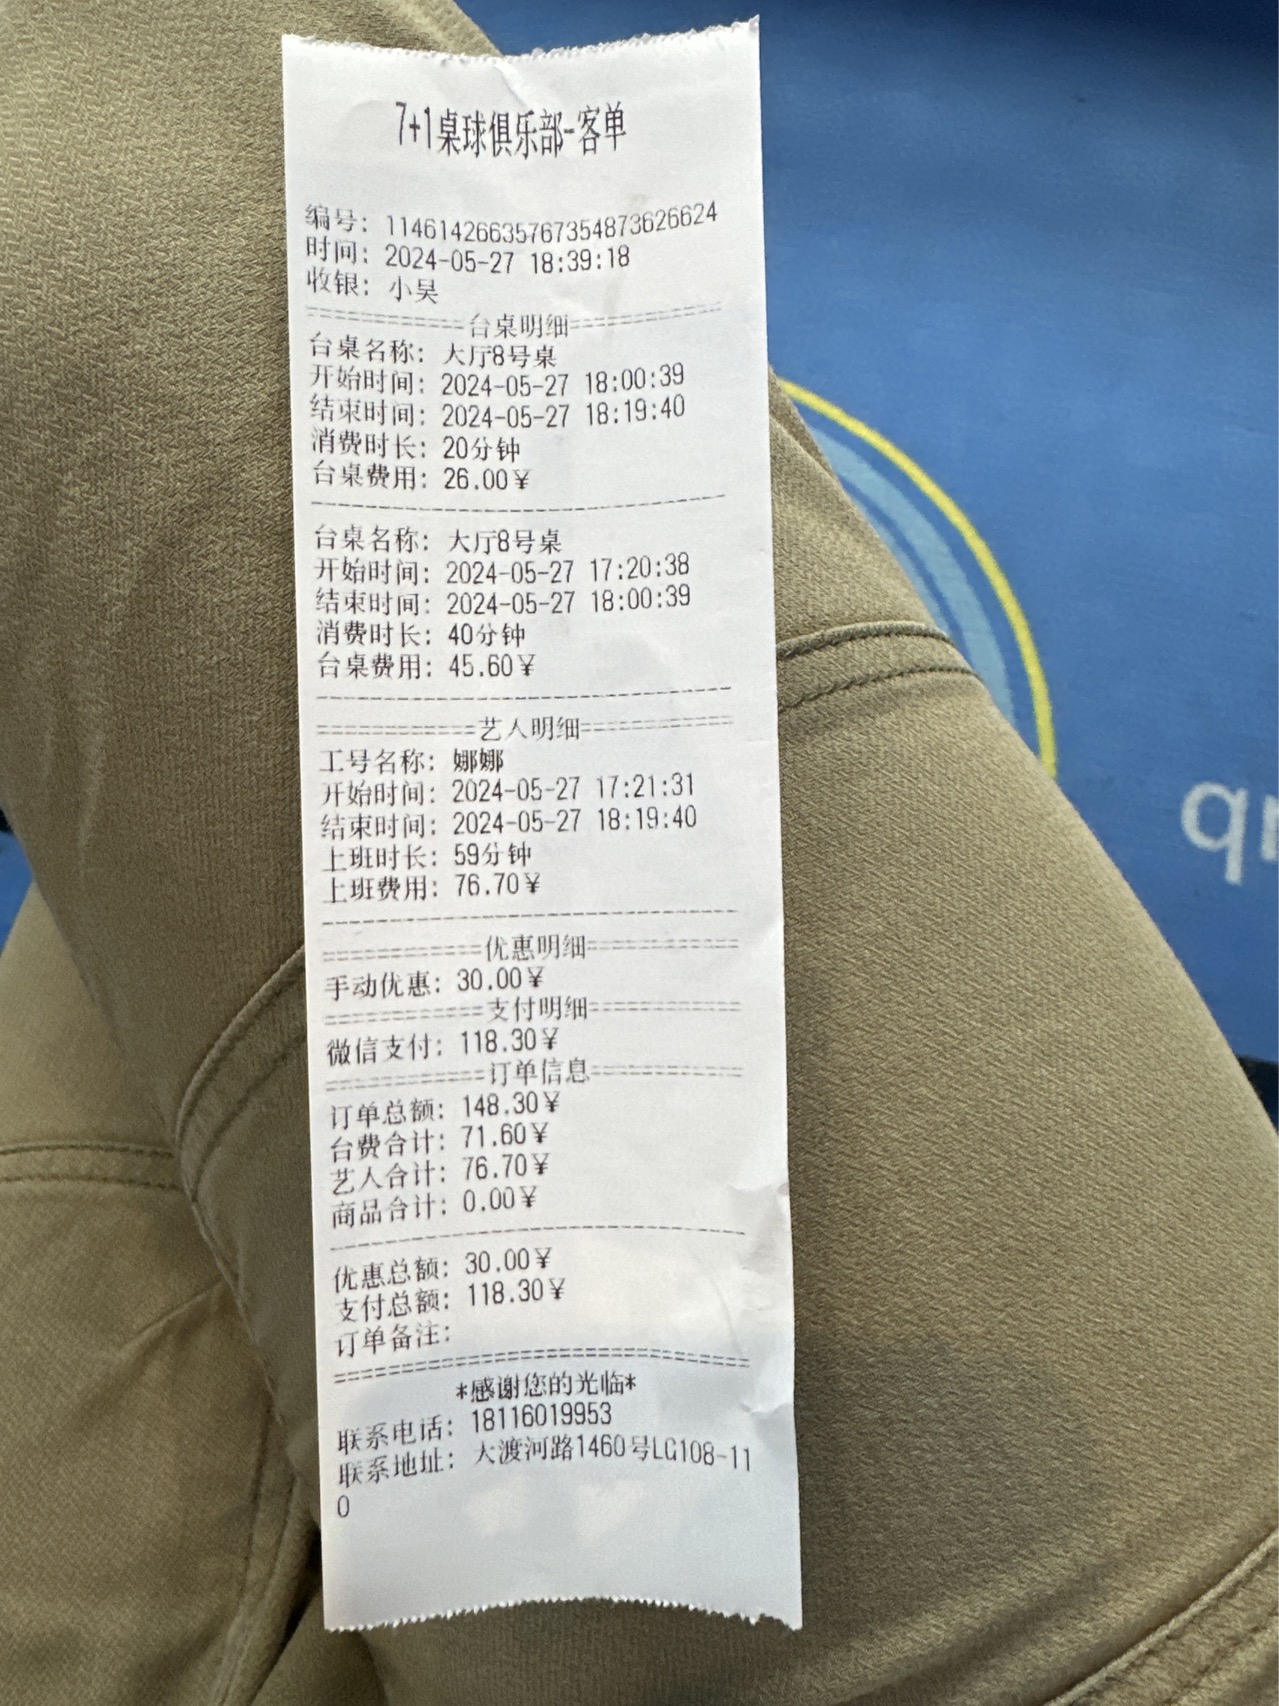 7+1桌球俱乐部-客单
编号: 1146142663576735487​3626624
时间: 2024-05-27 18:39:18
收银: 小昊
============台桌明细============
台桌名称: 大厅8号桌
开始时间: 2024-05-27 18:00:39
结束时间: 2024-05-27 18:19:40
消费时长: 20分钟
台桌费用: 26.00¥
--------------------------------
台桌名称: 大厅8号桌
开始时间: 2024-05-27 17:20:38
结束时间: 2024-05-27 18:00:39
消费时长: 40分钟
台桌费用: 45.60¥
--------------------------------
============艺人明细============
工号名称: 娜娜
开始时间: 2024-05-27 17:21:31
结束时间: 2024-05-27 18:19:40
上班时长: 59分钟
上班费用: 76.70¥
--------------------------------
============优惠明细============
手动优惠: 30.00¥
============支付明细============
微信支付: 118.30¥
============订单信息============
订单总额: 148.30¥
台费合计: 71.60¥
艺人合计: 76.70¥
商品合计: 0.00¥
--------------------------------
优惠总额: 30.00¥
支付总额: 118.30¥
订单备注:
================================
*感谢您的光临*
联系电话: 18116019953
联系地址: 大渡河路1460号LG108-11
0